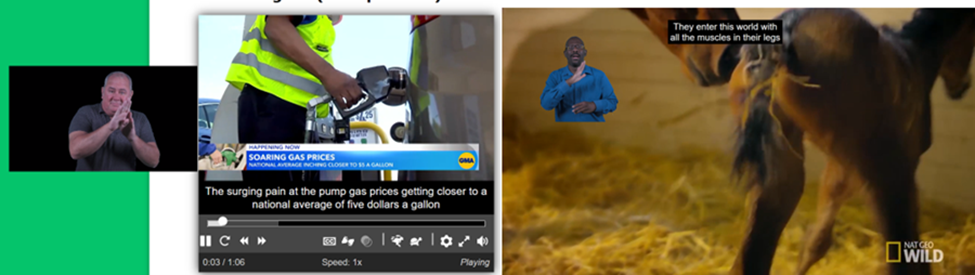 HAPPENING NOW
SOARING GAS PRICES
NATIONAL AVERAGE INCHING CLOSER TO $5 A GALLON
GMA
The surging pain at the pump gas prices getting closer to a
national average of five dollars a gallon
0:03 / 1:06
Speed: 1x
Playing
They enter this world with
all the muscles in their legs
NAT GEO
WILD